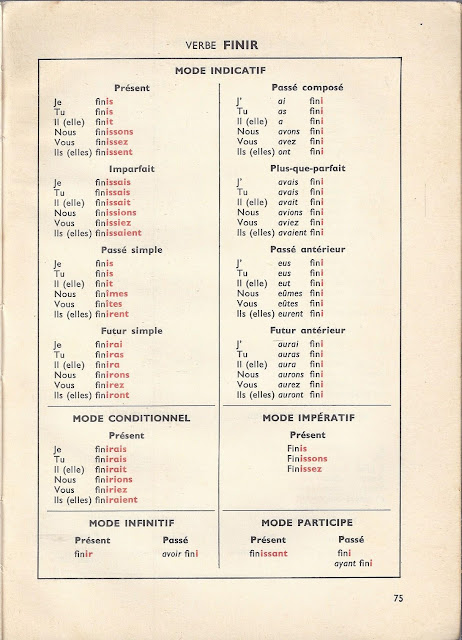 VERBE FINIR
MODE INDICATIF
Présent
Je finis
Tu finis
Il (elle) finit
Nous finissons
Vous finissez
Ils (elles) finissent
Passé composé
J' ai fini
Tu as fini
Il (elle) a fini
Nous avons fini
Vous avez fini
Ils (elles) ont fini
Imparfait
Je finissais
Tu finissais
Il (elle) finissait
Nous finissions
Vous finissiez
Ils (elles) finissaient
Plus-que-parfait
J' avais fini
Tu avais fini
Il (elle) avait fini
Nous avions fini
Vous aviez fini
Ils (elles) avaient fini
Passé simple
Je finis
Tu finis
Il (elle) finit
Nous finîmes
Vous finîtes
Ils (elles) finirent
Passé antérieur
J' eus fini
Tu eus fini
Il (elle) eut fini
Nous eûmes fini
Vous eûtes fini
Ils (elles) eurent fini
Futur simple
Je finirai
Tu finiras
Il (elle) finira
Nous finirons
Vous finirez
Ils (elles) finiront
Futur antérieur
J' aurai fini
Tu auras fini
Il (elle) aura fini
Nous aurons fini
Vous aurez fini
Ils (elles) auront fini
MODE CONDITIONNEL
Présent
Je finirais
Tu finirais
Il (elle) finirait
Nous finirions
Vous finiriez
Ils (elles) finiraient
MODE IMPÉRATIF
Présent
Finis
Finissons
Finissez
MODE INFINITIF
Présent Passé
finir avoir fini
MODE PARTICIPE
Présent Passé
finissant fini
ayant fini
75